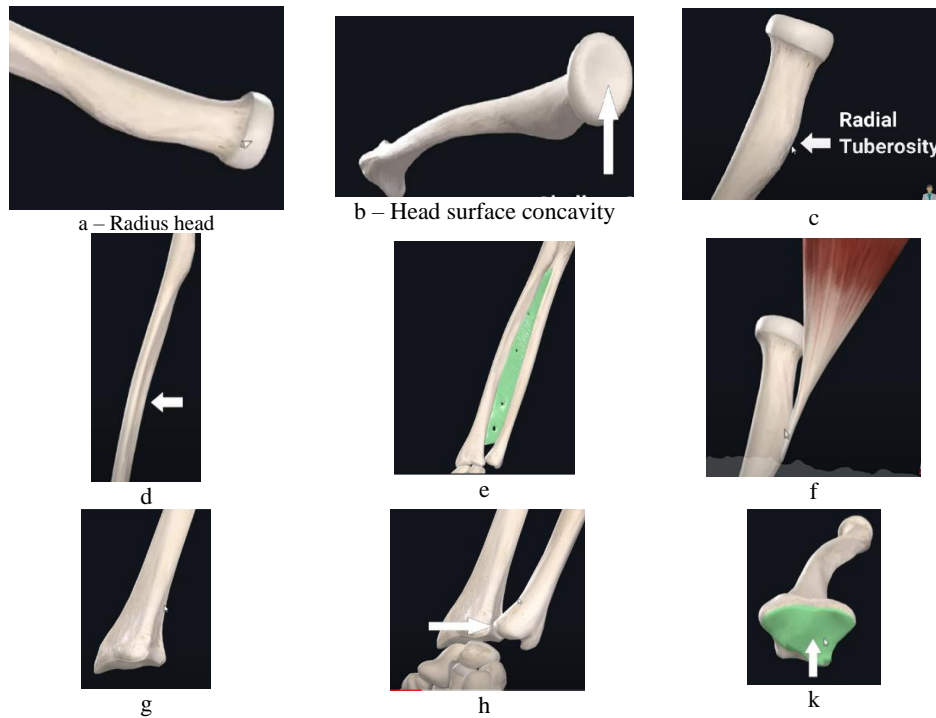 a – Radius head
b – Head surface concavity
Radial
Tuberosity
c
d
e
f
g
h
k